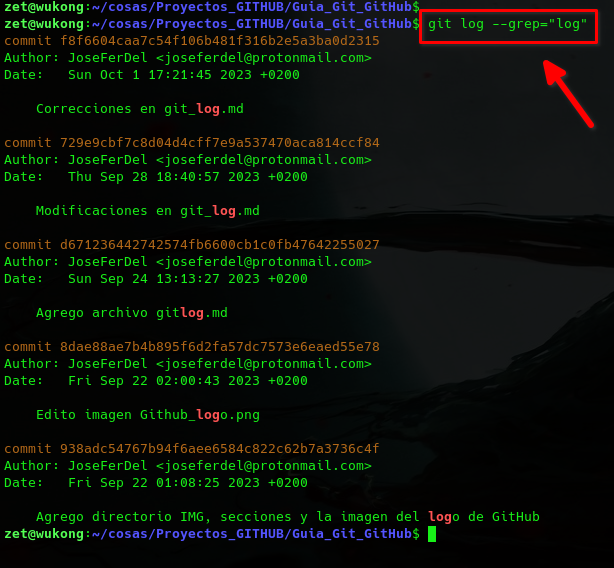 zet@wukong:~/cosas/Proyectos_GITHUB/Guia_Git_GitHub$
zet@wukong:~/cosas/Proyectos_GITHUB/Guia_Git_GitHub$ git log --grep="log"
commit f8f6604caa7c54f106b481f316b2e5a3ba0d2315
Author: JoseFerDel <joseferdel@protonmail.com>
Date:   Sun Oct 1 17:21:45 2023 +0200

    Correcciones en git_log.md

commit 729e9cbf7c8d04d4cff7e9a537470aca814ccf84
Author: JoseFerDel <joseferdel@protonmail.com>
Date:   Thu Sep 28 18:40:57 2023 +0200

    Modificaciones en git_log.md

commit d671236442742574fb6600cb1c0fb47642255027
Author: JoseFerDel <joseferdel@protonmail.com>
Date:   Sun Sep 24 13:13:27 2023 +0200

    Agrego archivo gitlog.md

commit 8dae88ae7b4b895f6d2fa57dc7573e6eaed55e78
Author: JoseFerDel <joseferdel@protonmail.com>
Date:   Fri Sep 22 02:00:43 2023 +0200

    Edito imagen Github_logo.png

commit 938adc54767b94f6aee6584c822c62b7a3736c4f
Author: JoseFerDel <joseferdel@protonmail.com>
Date:   Fri Sep 22 01:08:25 2023 +0200

    Agrego directorio IMG, secciones y la imagen del logo de GitHub
zet@wukong:~/cosas/Proyectos_GITHUB/Guia_Git_GitHub$